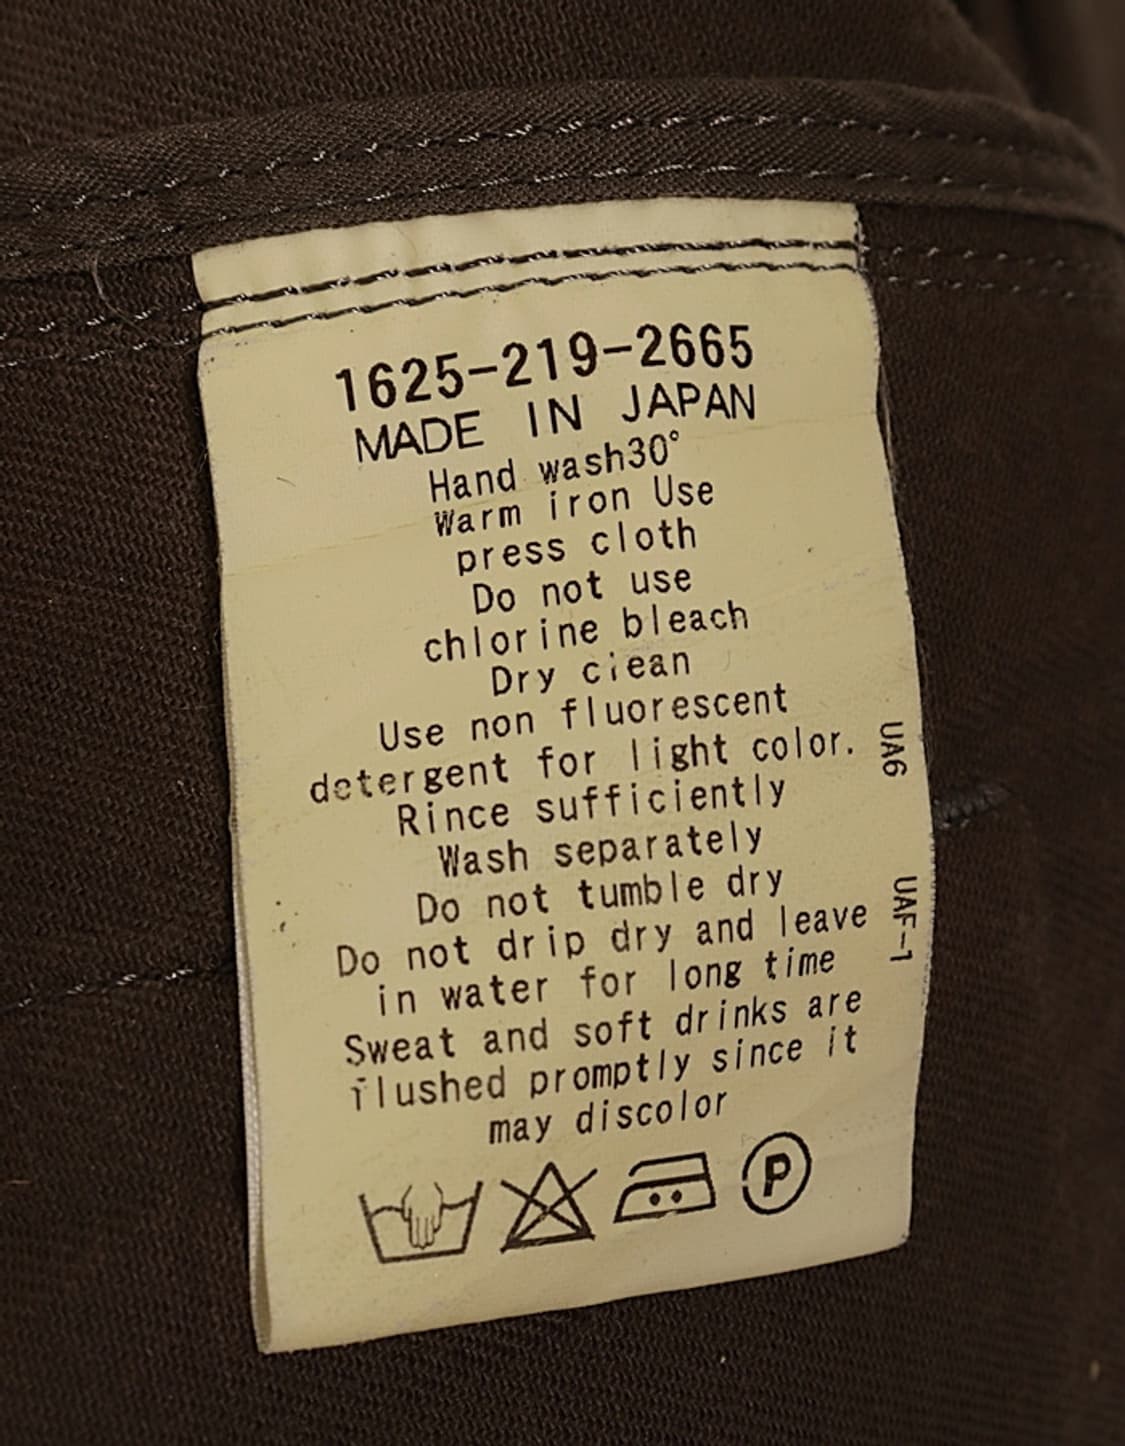 1625-219-2665
MADE IN JAPAN
Hand wash30°
Warm iron Use
press cloth
Do not use
chlorine bleach
Dry clean
Use non fluorescent
detergent for light color.
Rince sufficiently
Wash separately
Do not tumble dry
Do not drip dry and leave
in water for long time
Sweat and soft drinks are
flushed promptly since it
may discolor
P
UA6
UAF-1